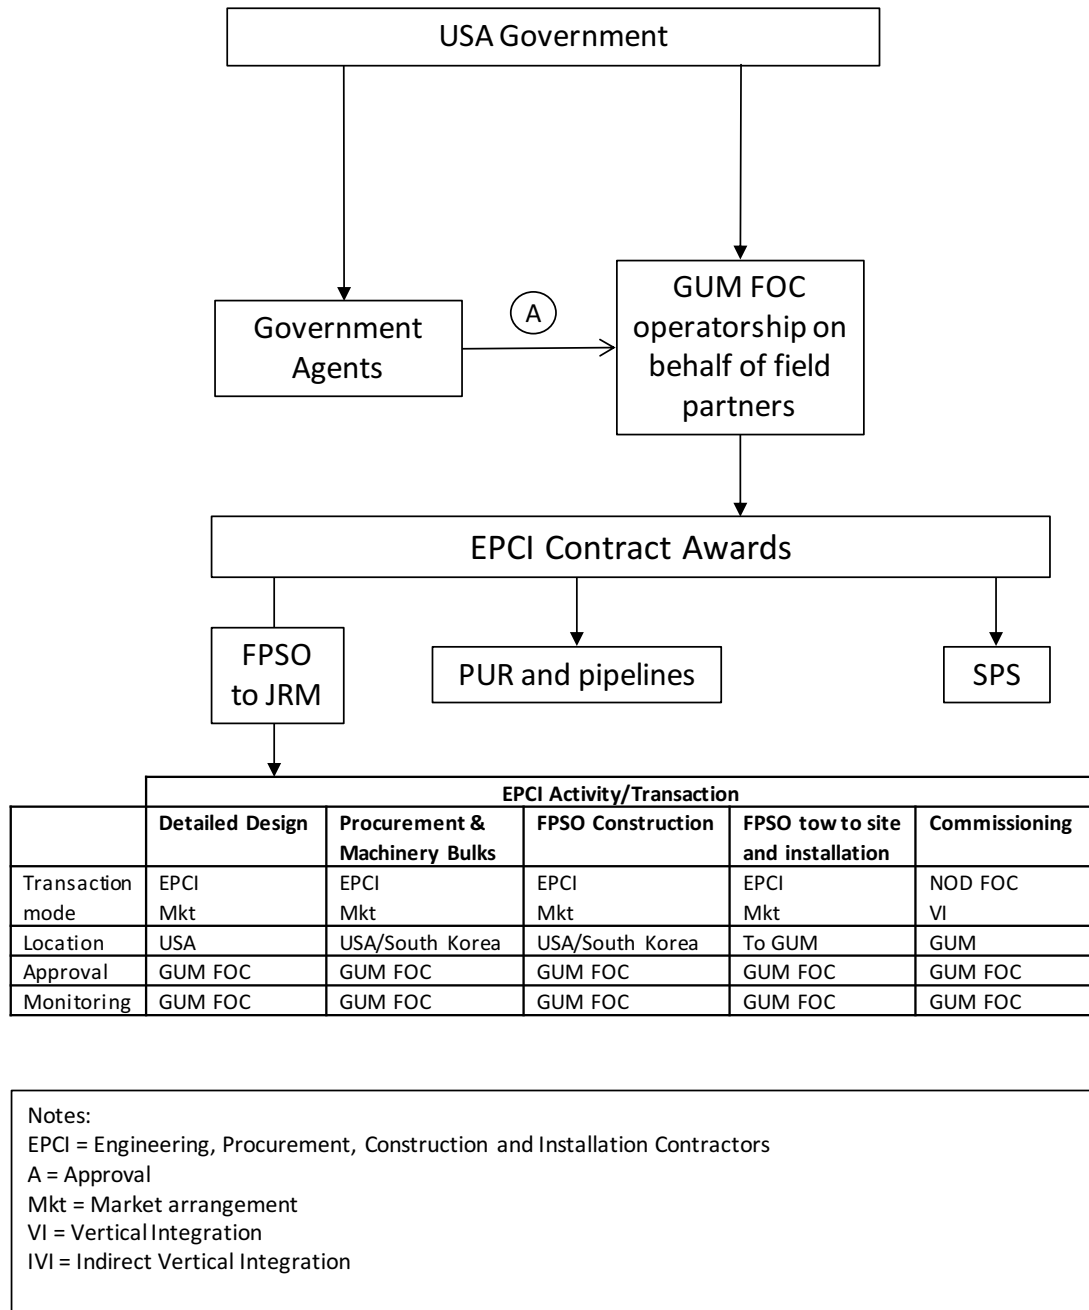 USA Government
Government
Agents
A
GUM FOC
operatorship on
behalf of field
partners
EPCI Contract Awards
FPSO
to JRM
PUR and pipelines
SPS
EPCI Activity/Transaction
Detailed Design Procurement & FPSO Construction FPSO tow to site Commissioning
Machinery Bulks and installation
Transaction EPCI EPCI EPCI EPCI NOD FOC
mode Mkt Mkt Mkt Mkt VI
Location USA USA/South Korea USA/South Korea To GUM GUM
Approval GUM FOC GUM FOC GUM FOC GUM FOC GUM FOC
Monitoring GUM FOC GUM FOC GUM FOC GUM FOC GUM FOC
Notes:
EPCI = Engineering, Procurement, Construction and Installation Contractors
A = Approval
Mkt = Market arrangement
VI = Vertical Integration
IVI = Indirect Vertical Integration